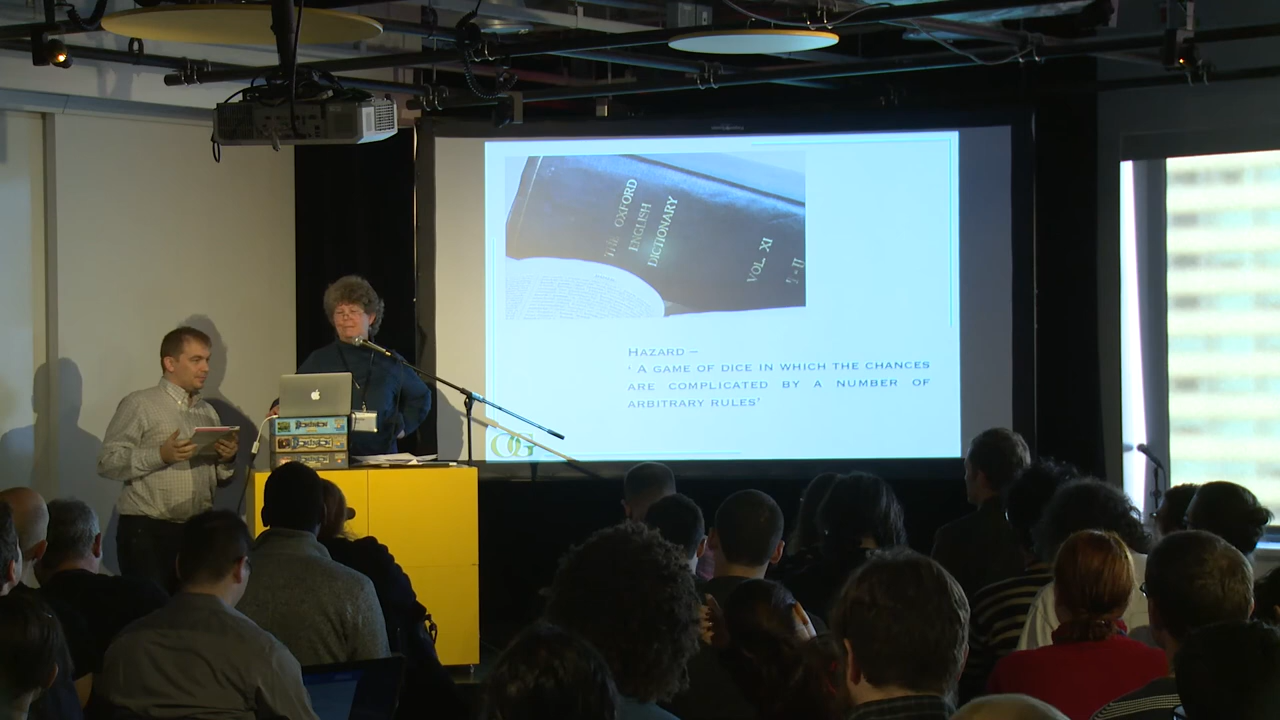 THE OXFORD
ENGLISH
DICTIONARY
VOL. XI
HAZARD –
‘ A GAME OF DICE IN WHICH THE CHANCES
ARE COMPLICATED BY A NUMBER OF
ARBITRARY RULES’
OG